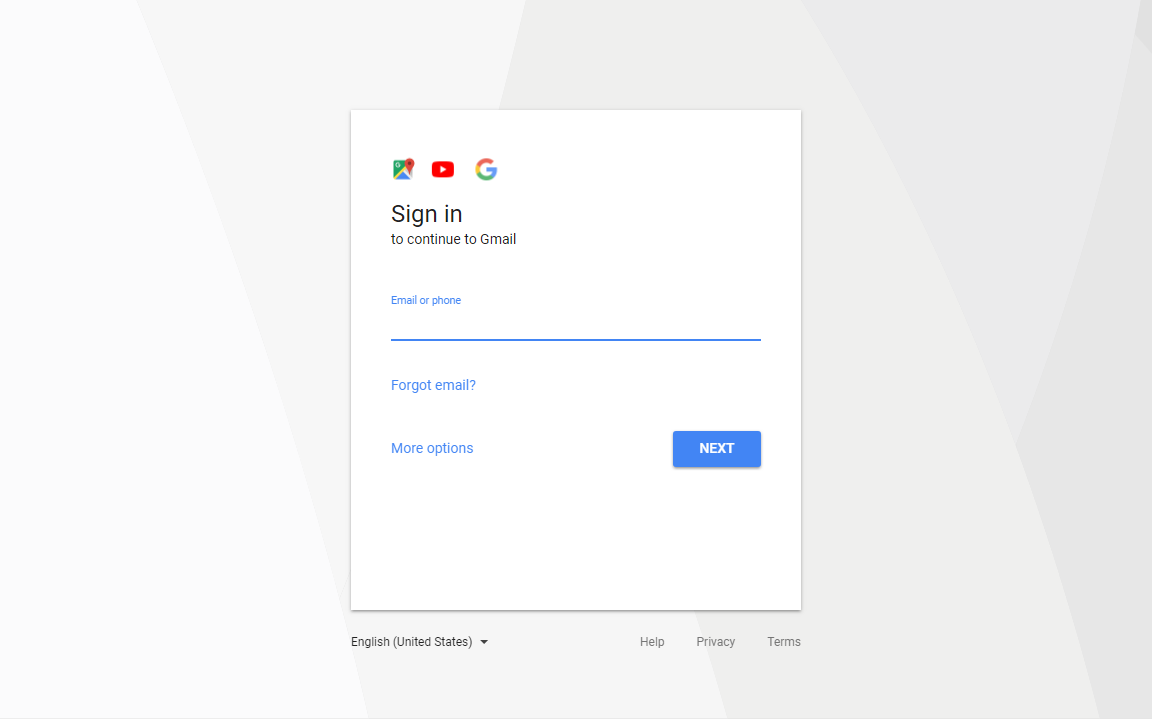 Sign in
to continue to Gmail
Email or phone
Forgot email?
More options
NEXT
English (United States)
Help Privacy Terms